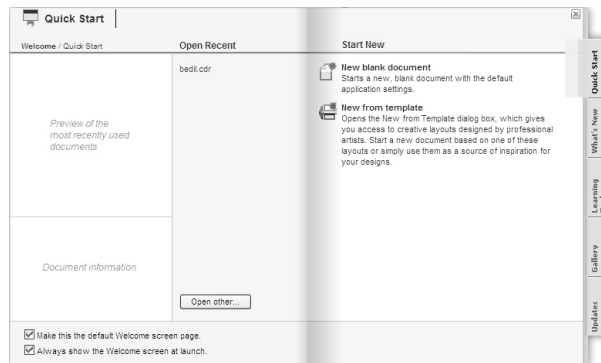 Quick Start
Welcome / Quick Start
Open Recent
Start New
bedil.cdr
Preview of the
most recently used
documents
Document information
Open other...
New blank document
Starts a new, blank document with the default
application settings.
New from template
Opens the New from Template dialog box, which gives
you access to creative layouts designed by professional
artists. Start a new document based on one of these
layouts or simply use them as a source of inspiration for
your designs.
Make this the default Welcome screen page.
Always show the Welcome screen at launch.
Quick Start
What's New
Learning
Gallery
Updates